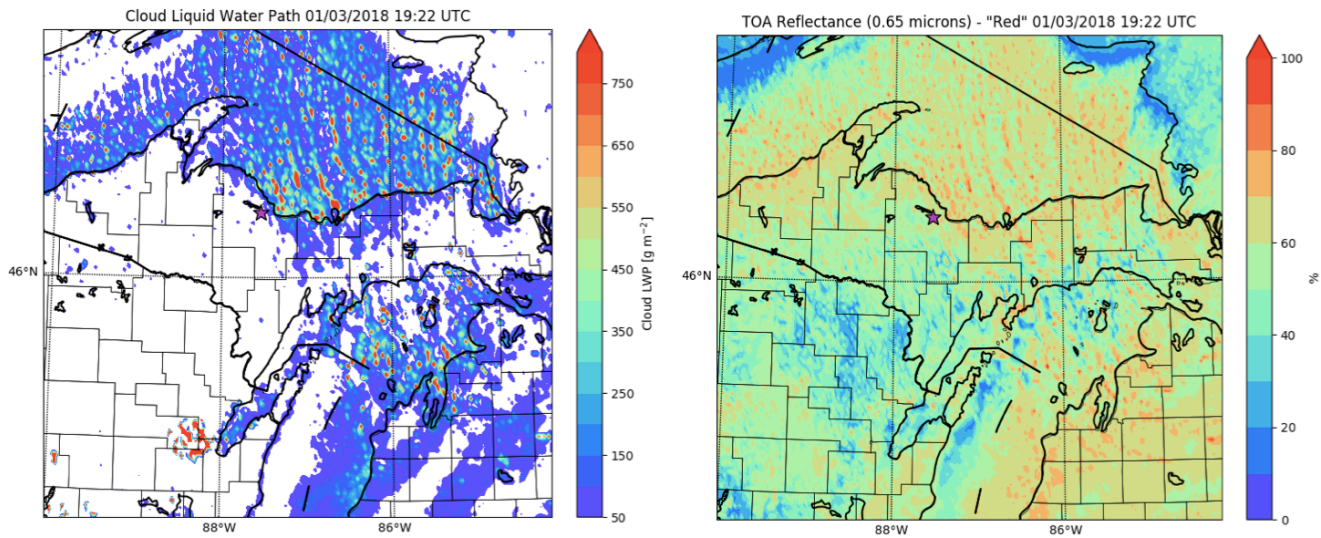 Cloud Liquid Water Path 01/03/2018 19:22 UTC
750
650
550
450
350
250
150
50
Cloud LWP [g m⁻²]
46°N
88°W
86°W
TOA Reflectance (0.65 microns) - "Red" 01/03/2018 19:22 UTC
100
80
60
40
20
0
%
46°N
88°W
86°W